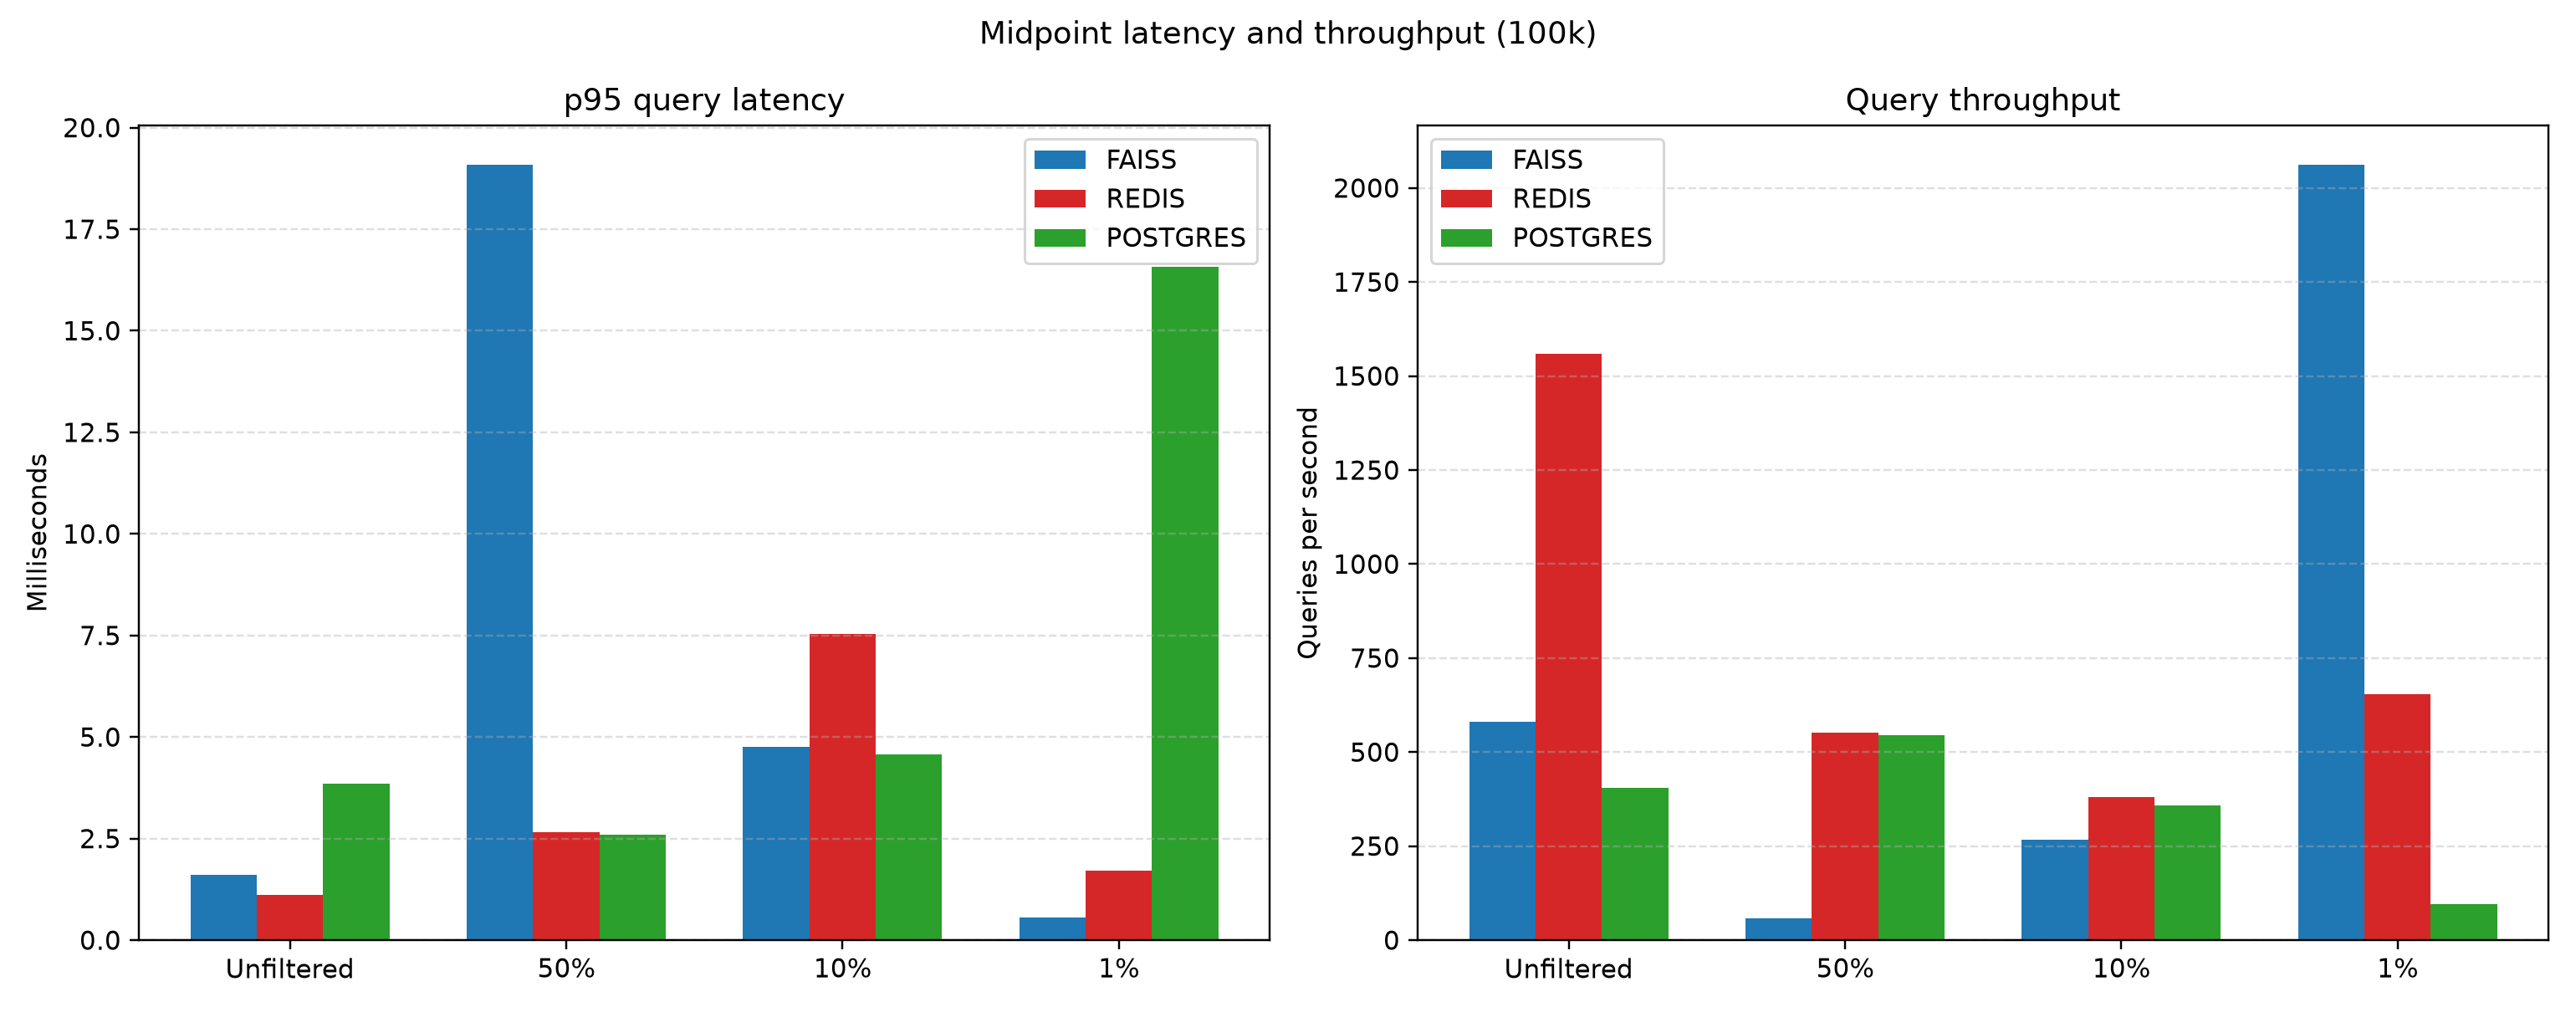 Midpoint latency and throughput (100k)
p95 query latency
Milliseconds
20.0
17.5
15.0
12.5
10.0
7.5
5.0
2.5
0.0
FAISS
REDIS
POSTGRES
Unfiltered 50% 10% 1%
Query throughput
Queries per second
2000
1750
1500
1250
1000
750
500
250
0
FAISS
REDIS
POSTGRES
Unfiltered 50% 10% 1%